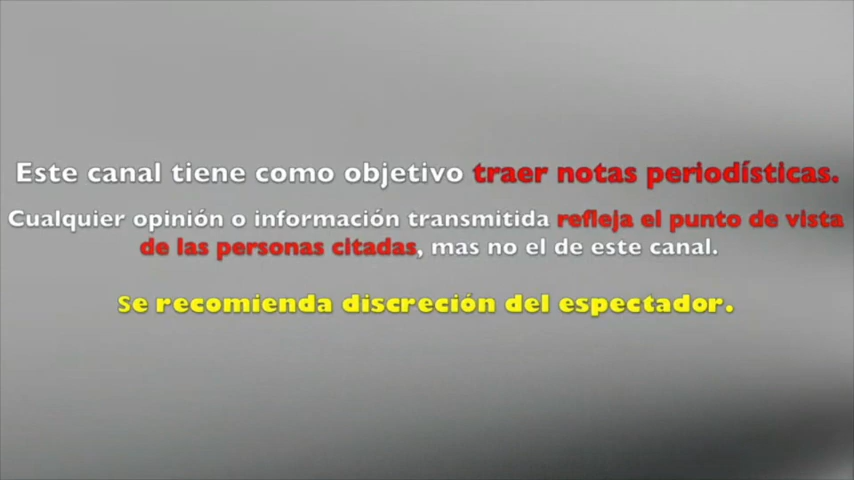 Este canal tiene como objetivo traer notas periodísticas.
Cualquier opinión o información transmitida refleja el punto de vista
de las personas citadas, mas no el de este canal.
Se recomienda discreción del espectador.